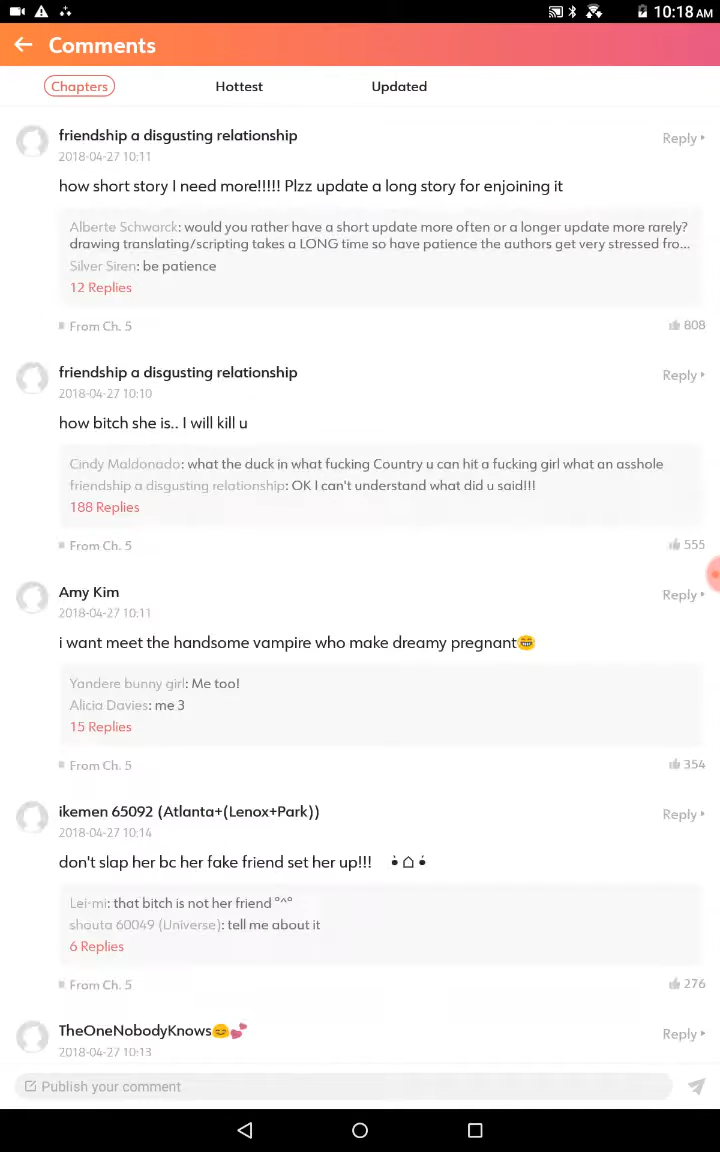 10:18 AM
Comments
Chapters Hottest Updated
friendship a disgusting relationship
Reply
2018-04-27 10:11
how short story I need more!!!!! Plzz update a long story for enjoining it
Alberte Schwarck: would you rather have a short update more often or a longer update more rarely?
drawing translating/scripting takes a LONG time so have patience the authors get very stressed fro...
Silver Siren: be patience
12 Replies
From Ch. 5
808
friendship a disgusting relationship
Reply
2018-04-27 10:10
how bitch she is.. I will kill u
Cindy Maldonado: what the duck in what fucking Country u can hit a fucking girl what an asshole
friendship a disgusting relationship: OK I can't understand what did u said!!!
188 Replies
From Ch. 5
555
Amy Kim
Reply
2018-04-27 10:11
i want meet the handsome vampire who make dreamy pregnant😁
Yandere bunny girl: Me too!
Alicia Davies: me 3
15 Replies
From Ch. 5
354
ikemen 65092 (Atlanta+(Lenox+Park))
Reply
2018-04-27 10:14
don't slap her bc her fake friend set her up!!! •̀⌂•́
Lei-mi: that bitch is not her friend °^°
shouta 60049 (Universe): tell me about it
6 Replies
From Ch. 5
276
TheOneNobodyKnows😊💕
Reply
2018-04-27 10:13
Publish your comment